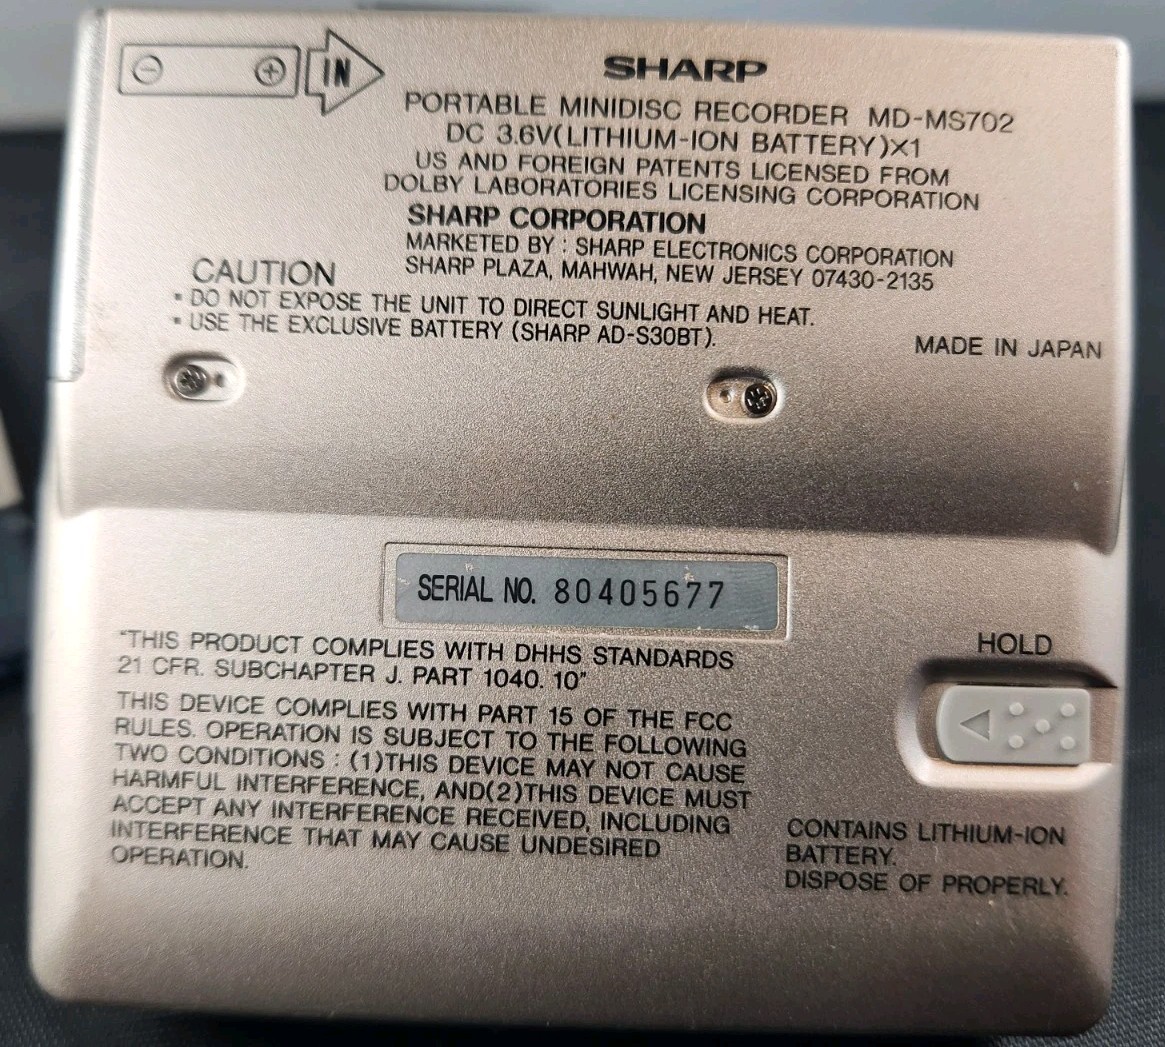 IN
SHARP
PORTABLE MINIDISC RECORDER MD-MS702
DC 3.6V(LITHIUM-ION BATTERY)X1
US AND FOREIGN PATENTS LICENSED FROM
DOLBY LABORATORIES LICENSING CORPORATION
SHARP CORPORATION
MARKETED BY : SHARP ELECTRONICS CORPORATION
SHARP PLAZA, MAHWAH, NEW JERSEY 07430-2135
CAUTION
▪ DO NOT EXPOSE THE UNIT TO DIRECT SUNLIGHT AND HEAT.
▪ USE THE EXCLUSIVE BATTERY (SHARP AD-S30BT).
MADE IN JAPAN
SERIAL NO. 80405677
"THIS PRODUCT COMPLIES WITH DHHS STANDARDS
21 CFR. SUBCHAPTER J. PART 1040. 10"
THIS DEVICE COMPLIES WITH PART 15 OF THE FCC
RULES. OPERATION IS SUBJECT TO THE FOLLOWING
TWO CONDITIONS : (1)THIS DEVICE MAY NOT CAUSE
HARMFUL INTERFERENCE, AND(2)THIS DEVICE MUST
ACCEPT ANY INTERFERENCE RECEIVED, INCLUDING
INTERFERENCE THAT MAY CAUSE UNDESIRED
OPERATION.
HOLD
CONTAINS LITHIUM-ION
BATTERY.
DISPOSE OF PROPERLY.